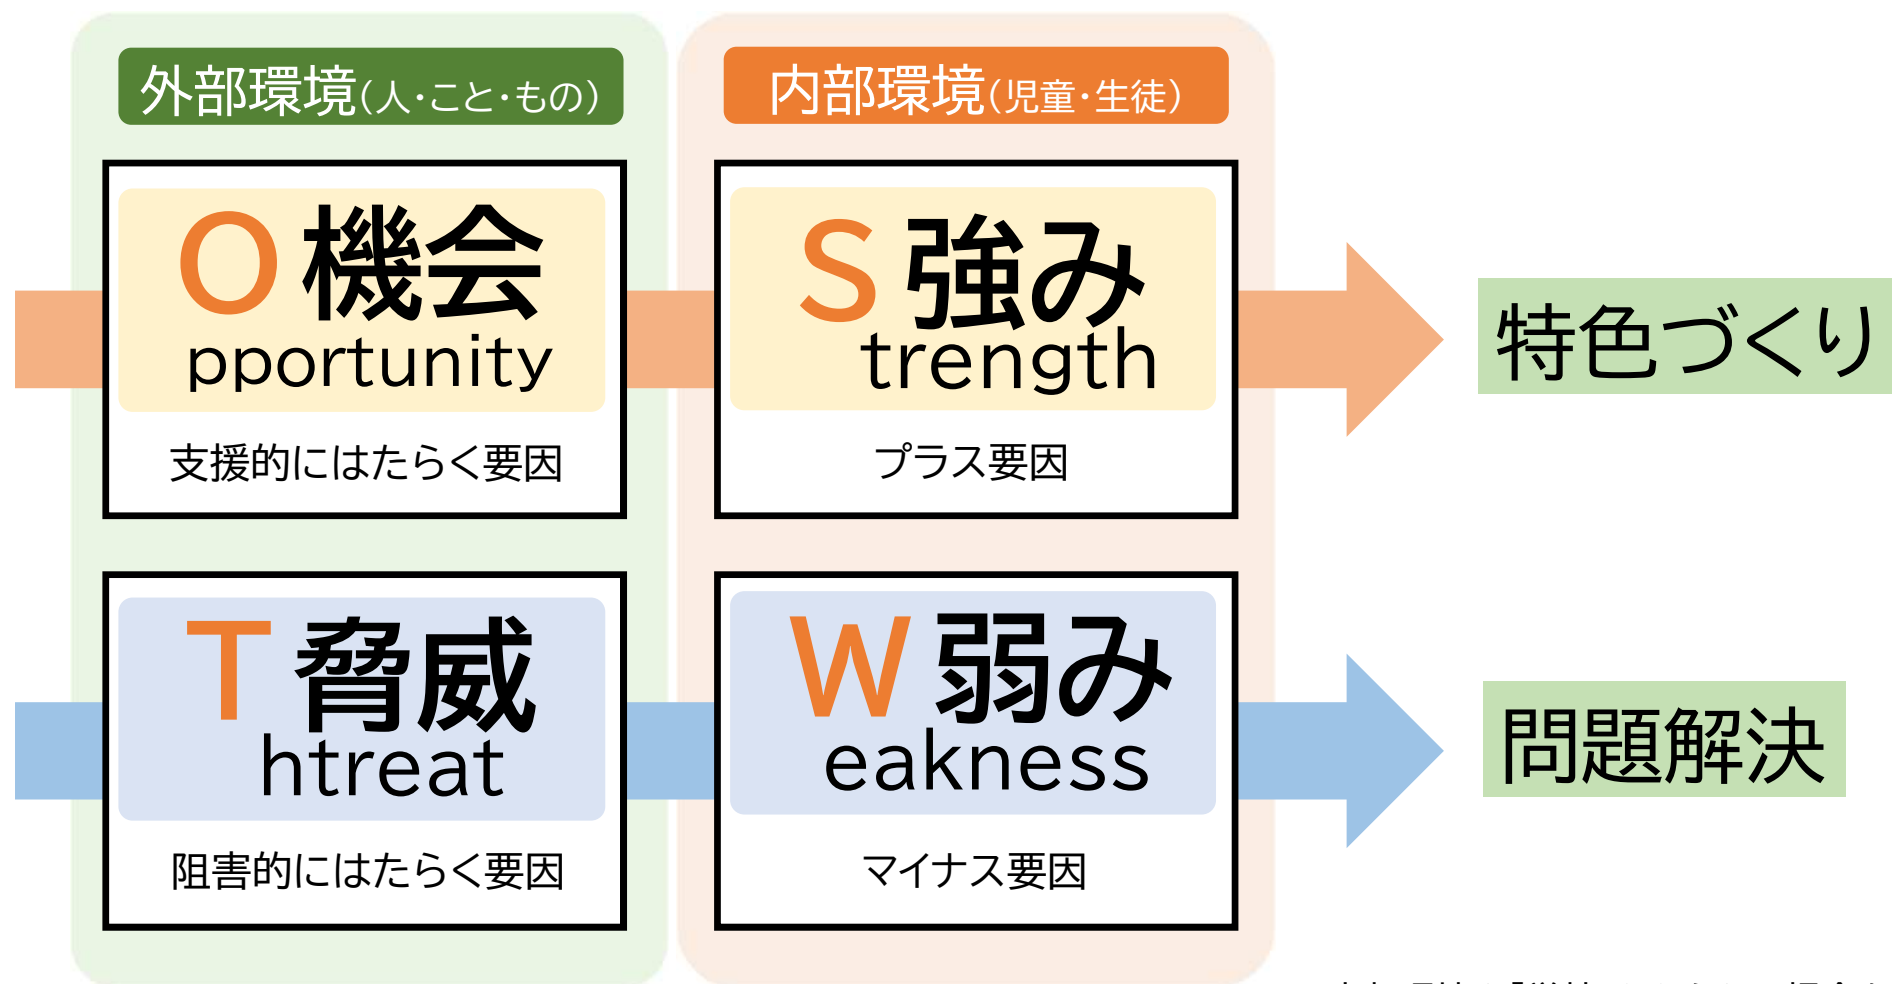 外部環境(人・こと・もの)
内部環境(児童・生徒)
O 機会
pportunity
支援的にはたらく要因
S 強み
trength
プラス要因
特色づくり
T 脅威
htreat
阻害的にはたらく要因
W 弱み
eakness
マイナス要因
問題解決